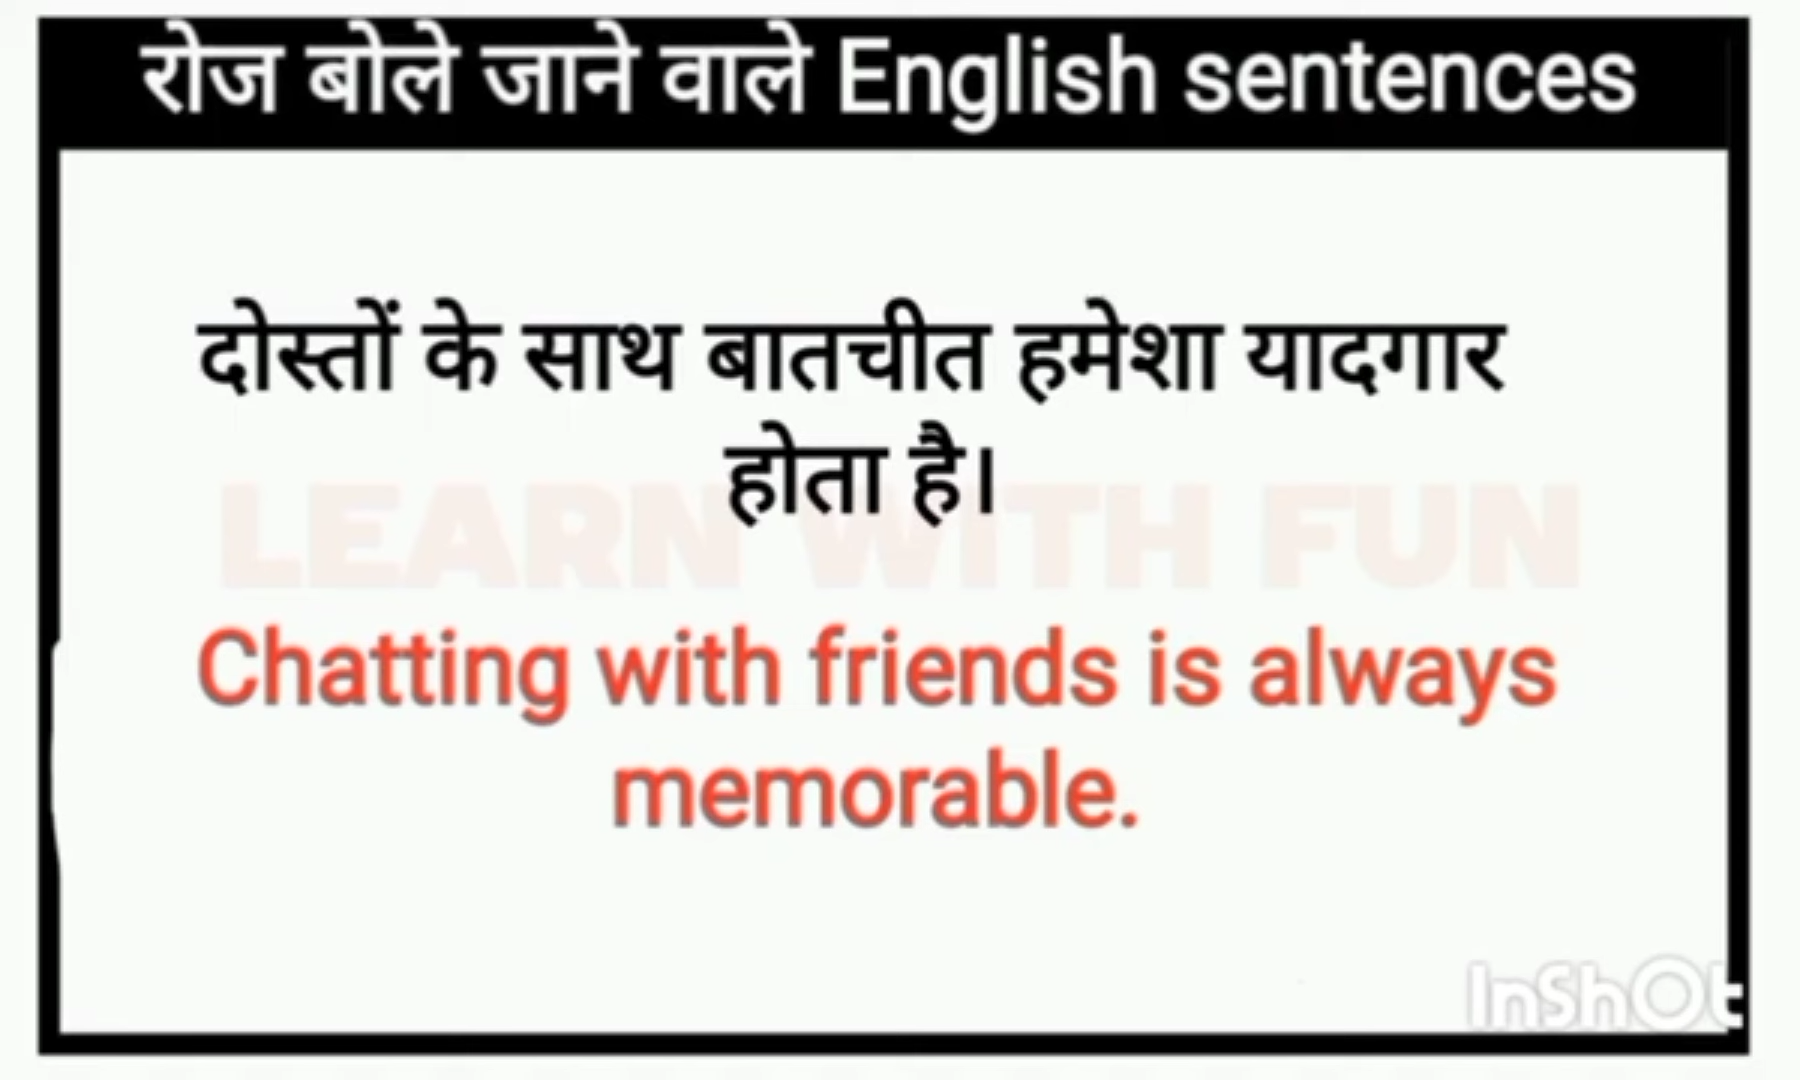 रोज बोले जाने वाले English sentences
दोस्तों के साथ बातचीत हमेशा यादगार
होता है।
LEARN WITH FUN
Chatting with friends is always
memorable.
InShOt